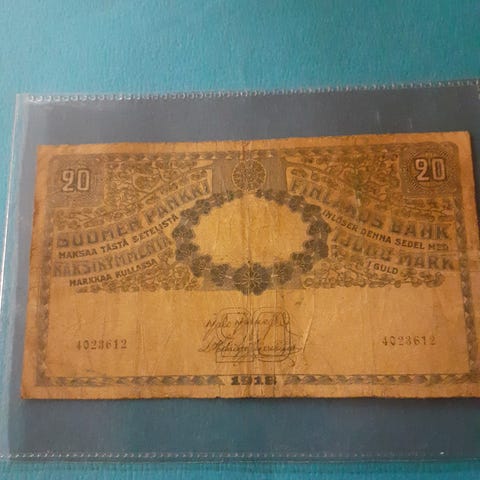 20
20
SUOMEN PANKKI
MAKSAA TÄSTÄ SETELISTÄ
KAKSIKYMMENTÄ
MARKKAA KULLASSA
FINLANDS BANK
INLÖSER DENNA SEDEL MED
TJUGU MARK
I GULD
20
4023612
4023612
1918